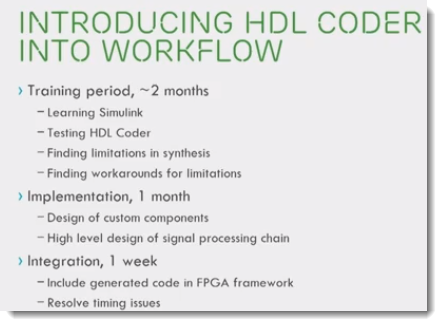 INTRODUCING HDL CODER
INTO WORKFLOW
› Training period, ~2 months
– Learning Simulink
– Testing HDL Coder
– Finding limitations in synthesis
– Finding workarounds for limitations
› Implementation, 1 month
– Design of custom components
– High level design of signal processing chain
› Integration, 1 week
– Include generated code in FPGA framework
– Resolve timing issues